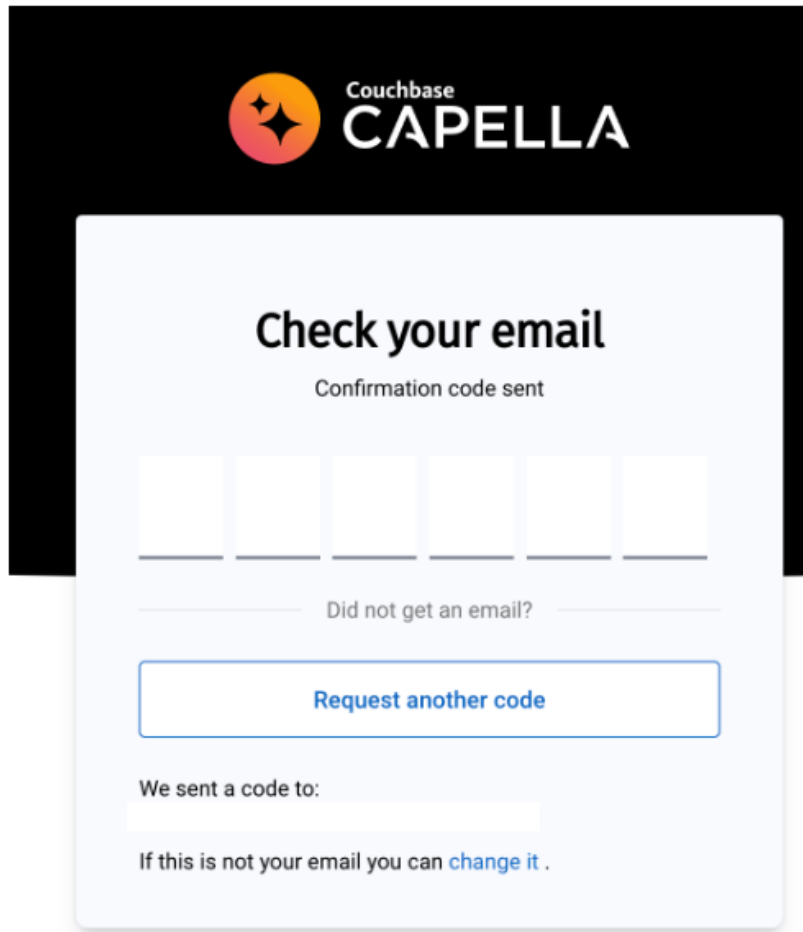 Couchbase
CAPELLA
Check your email
Confirmation code sent
Did not get an email?
Request another code
We sent a code to:
If this is not your email you can change it .